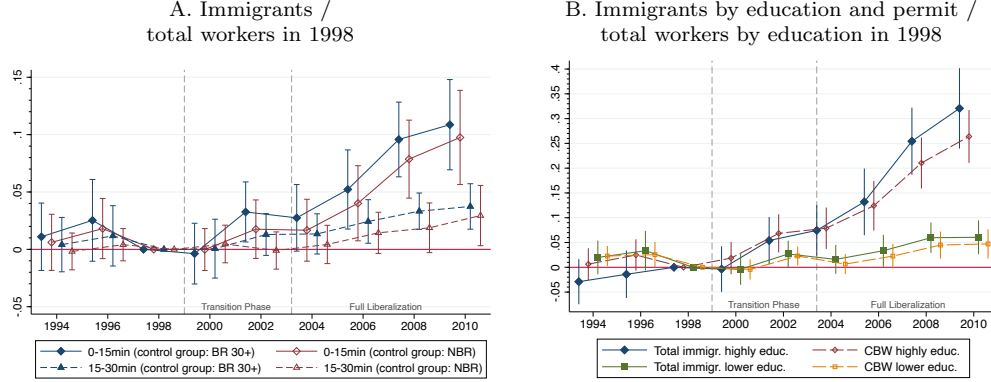 A. Immigrants /
total workers in 1998
.15
.1
.05
0
-.05
Transition Phase
Full Liberalization
1994 1996 1998 2000 2002 2004 2006 2008 2010
0-15min (control group: BR 30+) 0-15min (control group: NBR)
15-30min (control group: BR 30+) 15-30min (control group: NBR)
B. Immigrants by education and permit /
total workers by education in 1998
.4
.35
.3
.25
.2
.15
.1
.05
0
-.05
Transition Phase
Full Liberalization
1994 1996 1998 2000 2002 2004 2006 2008 2010
Total immigr. highly educ. CBW highly educ.
Total immigr. lower educ. CBW lower educ.